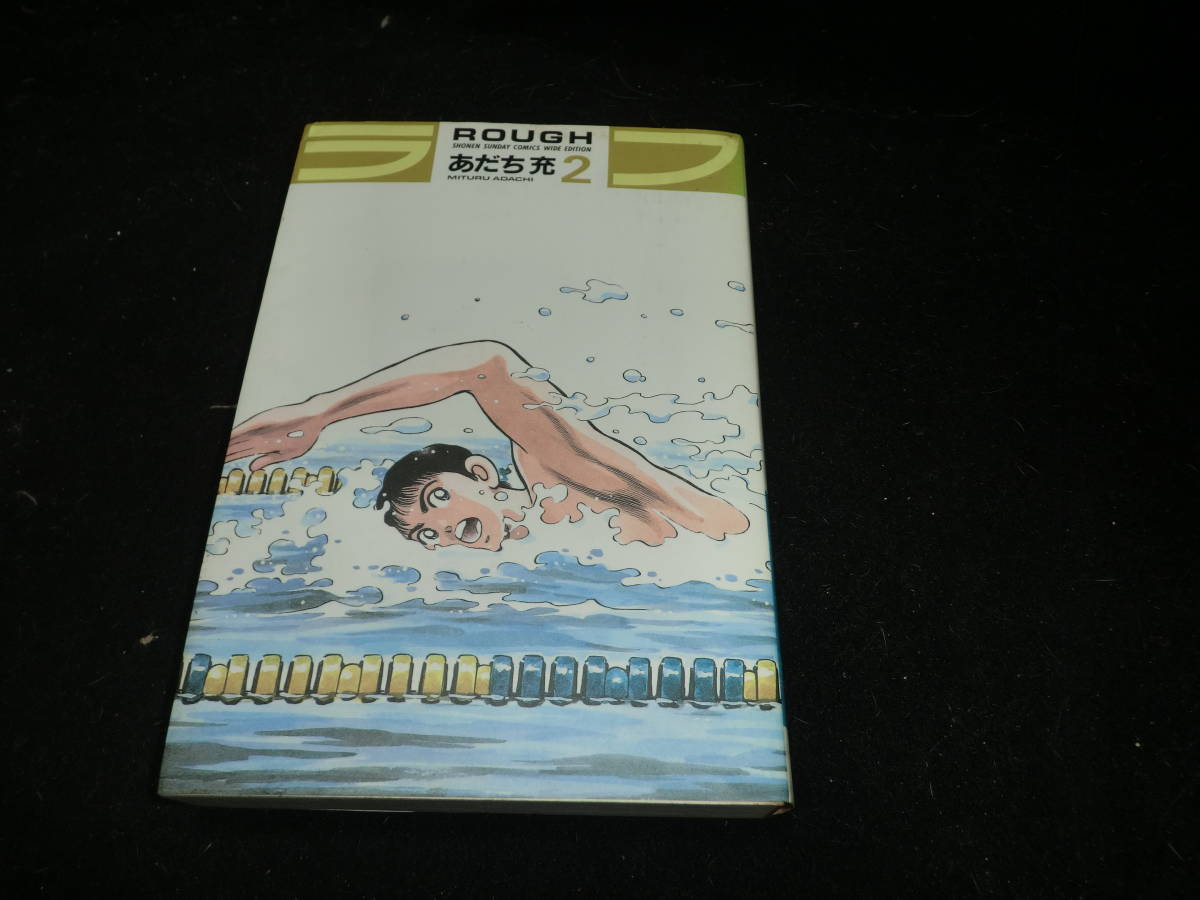 ラフ
ROUGH
SHONEN SUNDAY COMICS WIDE EDITION
あだち充 2
MITURU ADACHI